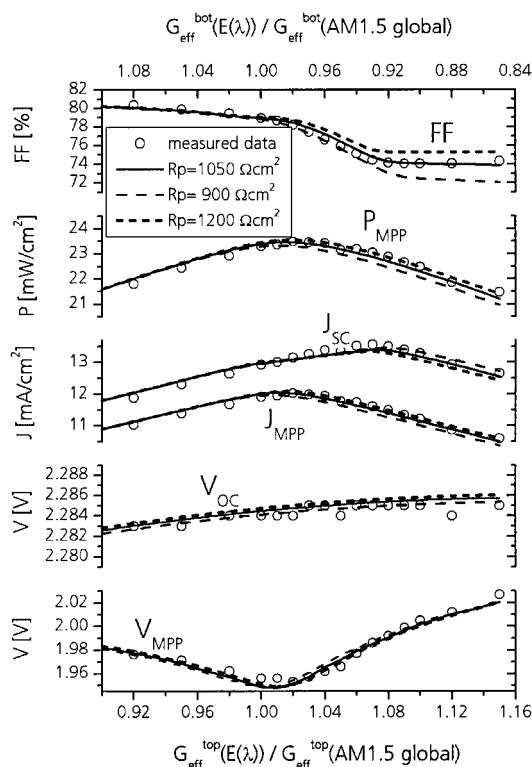 G_eff^bot(E(λ)) / G_eff^bot(AM1.5 global)
1.08 1.04 1.00 0.96 0.92 0.88 0.84
FF [%]
82
80
78
76
74
72
FF
measured data
Rp=1050 Ωcm²
Rp= 900 Ωcm²
Rp=1200 Ωcm²
P [mW/cm²]
24
23
22
21
P_MPP
J [mA/cm²]
13
12
11
J_SC
J_MPP
V [V]
2.288
2.286
2.284
2.282
2.280
V_OC
V [V]
2.02
2.00
1.98
1.96
V_MPP
0.92 0.96 1.00 1.04 1.08 1.12 1.16
G_eff^top(E(λ)) / G_eff^top(AM1.5 global)